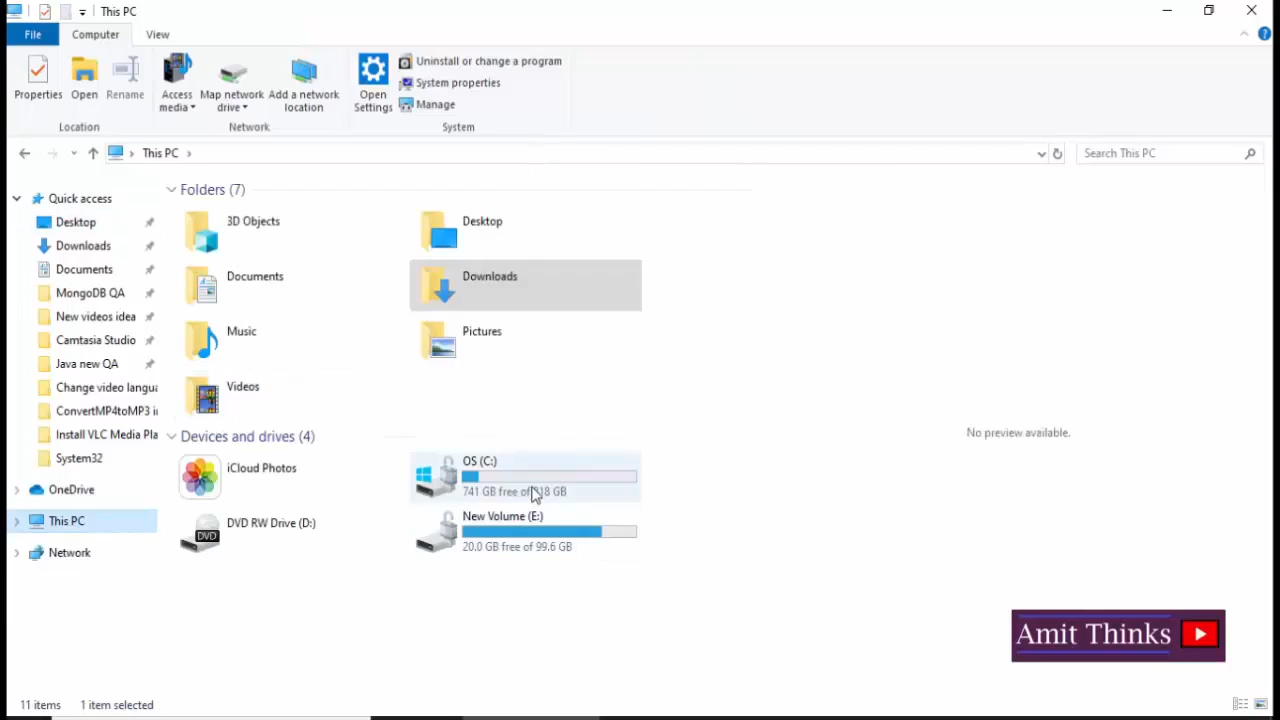 This PC
File
Computer
View
Properties
Open
Rename
Access media
Map network drive
Add a network location
Open Settings
Uninstall or change a program
System properties
Manage
Location
Network
System
This PC
Search This PC
Quick access
Desktop
Downloads
Documents
MongoDB QA
New videos idea
Camtasia Studio
Java new QA
Change video langua
ConvertMP4toMP3 i
Install VLC Media Pla
System32
OneDrive
This PC
Network
Folders (7)
3D Objects
Desktop
Documents
Downloads
Music
Pictures
Videos
Devices and drives (4)
iCloud Photos
OS (C:)
741 GB free of GB
DVD RW Drive (D:)
DVD
New Volume (E:)
20.0 GB free of 99.6 GB
No preview available.
Amit Thinks
11 items
1 item selected